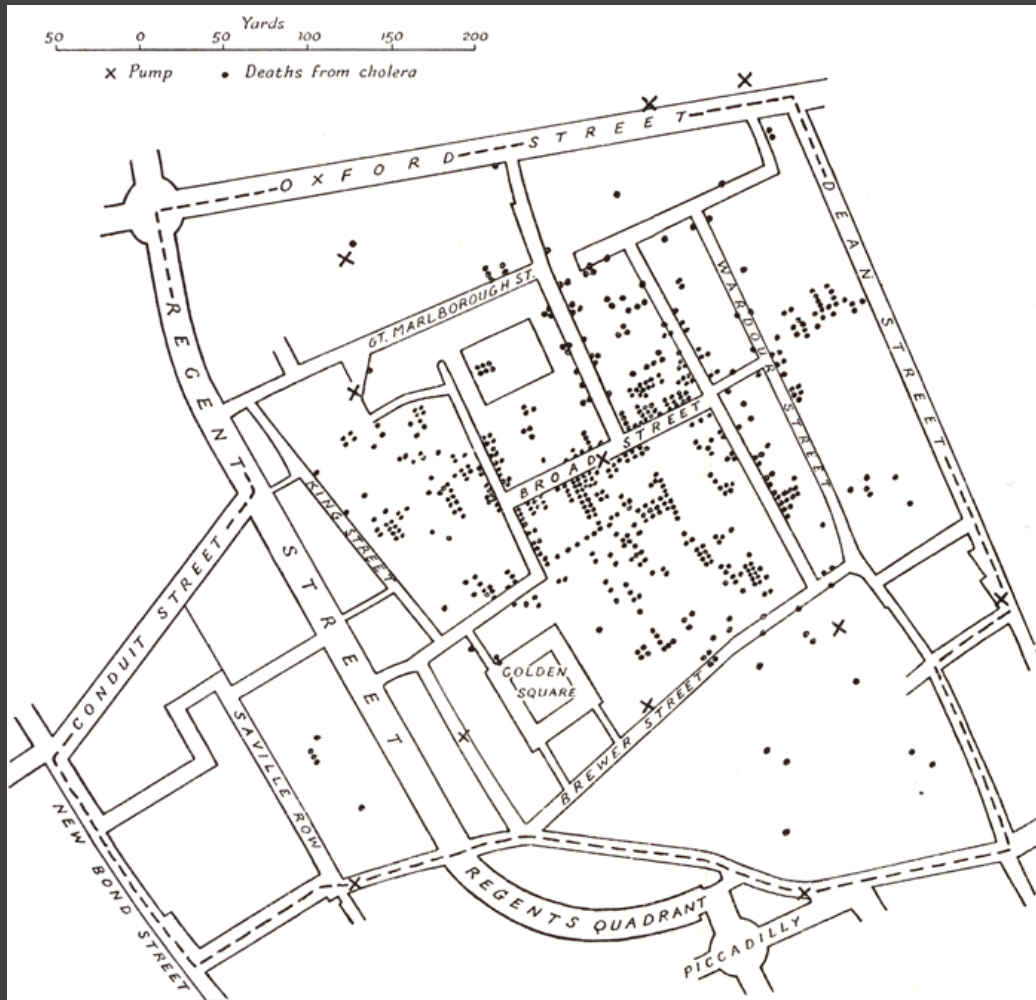 Yards
50 0 50 100 150 200
× Pump • Deaths from cholera
OXFORD STREET
DEAN STREET
REGENT STREET
GT. MARLBOROUGH ST.
WARDOUR STREET
BROAD STREET
KING STREET
CONDUIT STREET
GOLDEN
SQUARE
SAVILLE ROW
BREWER STREET
NEW BOND STREET
REGENTS QUADRANT
PICCADILLY